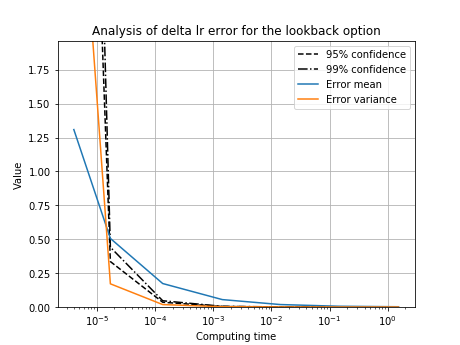 Analysis of delta lr error for the lookback option
95% confidence
99% confidence
Error mean
Error variance
Value
1.75
1.50
1.25
1.00
0.75
0.50
0.25
0.00
10⁻⁵ 10⁻⁴ 10⁻³ 10⁻² 10⁻¹ 10⁰
Computing time